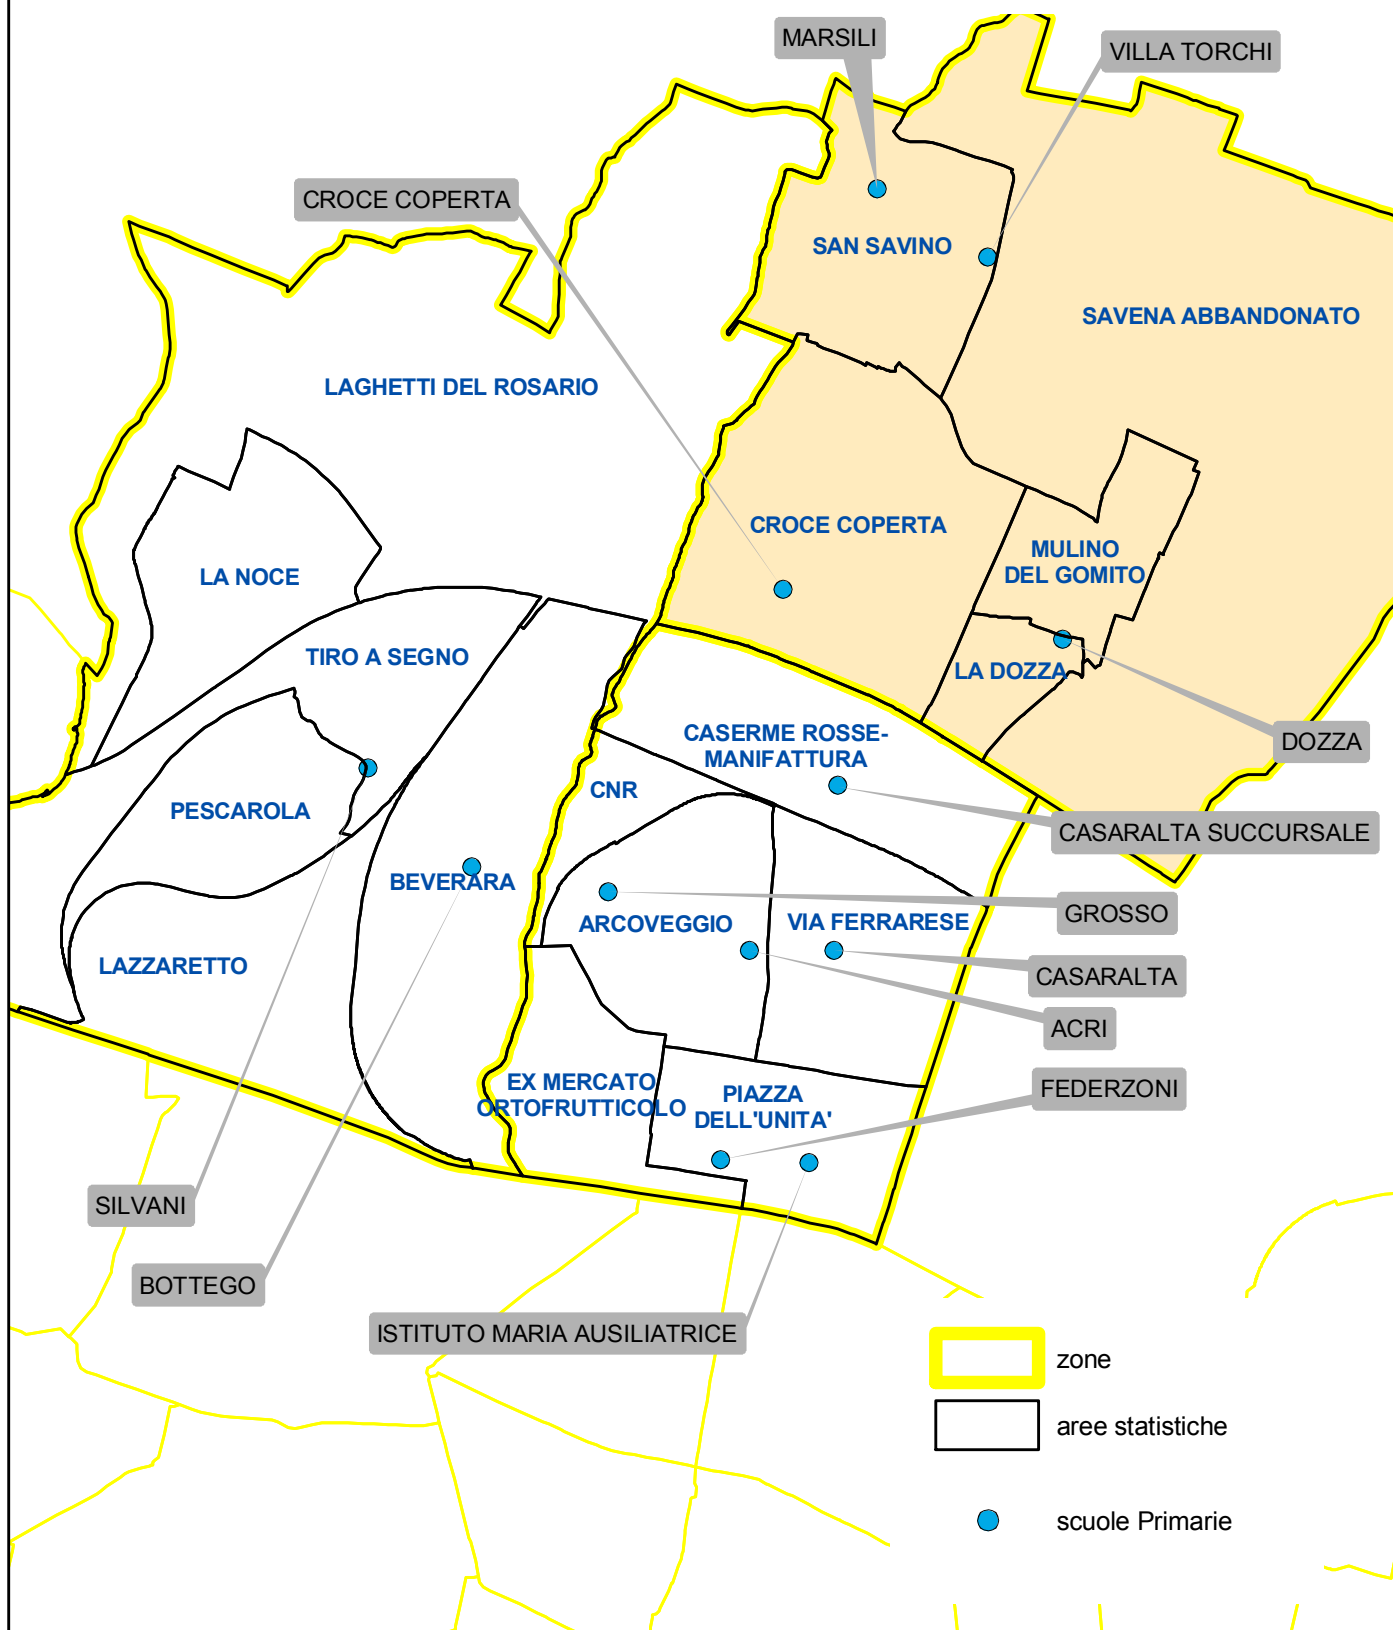 MARSILI
VILLA TORCHI
CROCE COPERTA
SAN SAVINO
SAVENA ABBANDONATO
LAGHETTI DEL ROSARIO
CROCE COPERTA
MULINO
DEL GOMITO
LA NOCE
TIRO A SEGNO
LA DOZZA
CASERME ROSSE-
MANIFATTURA
DOZZA
CNR
PESCAROLA
CASARALTA SUCCURSALE
BEVERARA
GROSSO
ARCOVEGGIO
VIA FERRARESE
LAZZARETTO
CASARALTA
ACRI
EX MERCATO
ORTOFRUTTICOLO
PIAZZA
DELL'UNITA'
FEDERZONI
SILVANI
BOTTEGO
ISTITUTO MARIA AUSILIATRICE
zone
aree statistiche
scuole Primarie